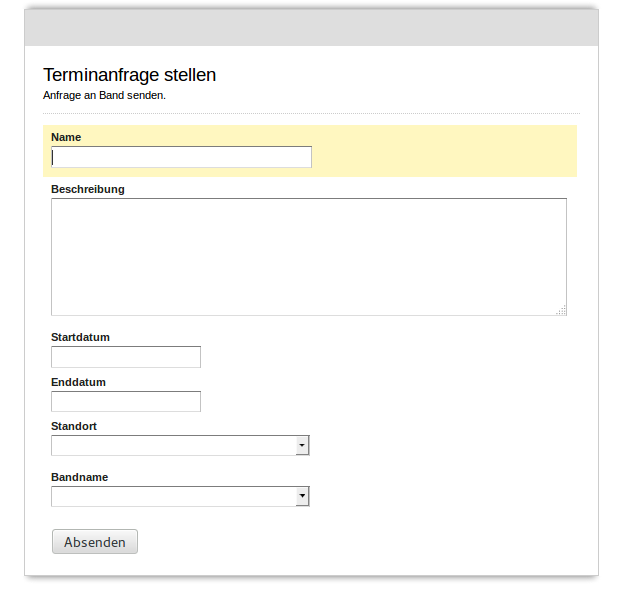 Terminanfrage stellen
Anfrage an Band senden.
Name
Beschreibung
Startdatum
Enddatum
Standort
Bandname
Absenden